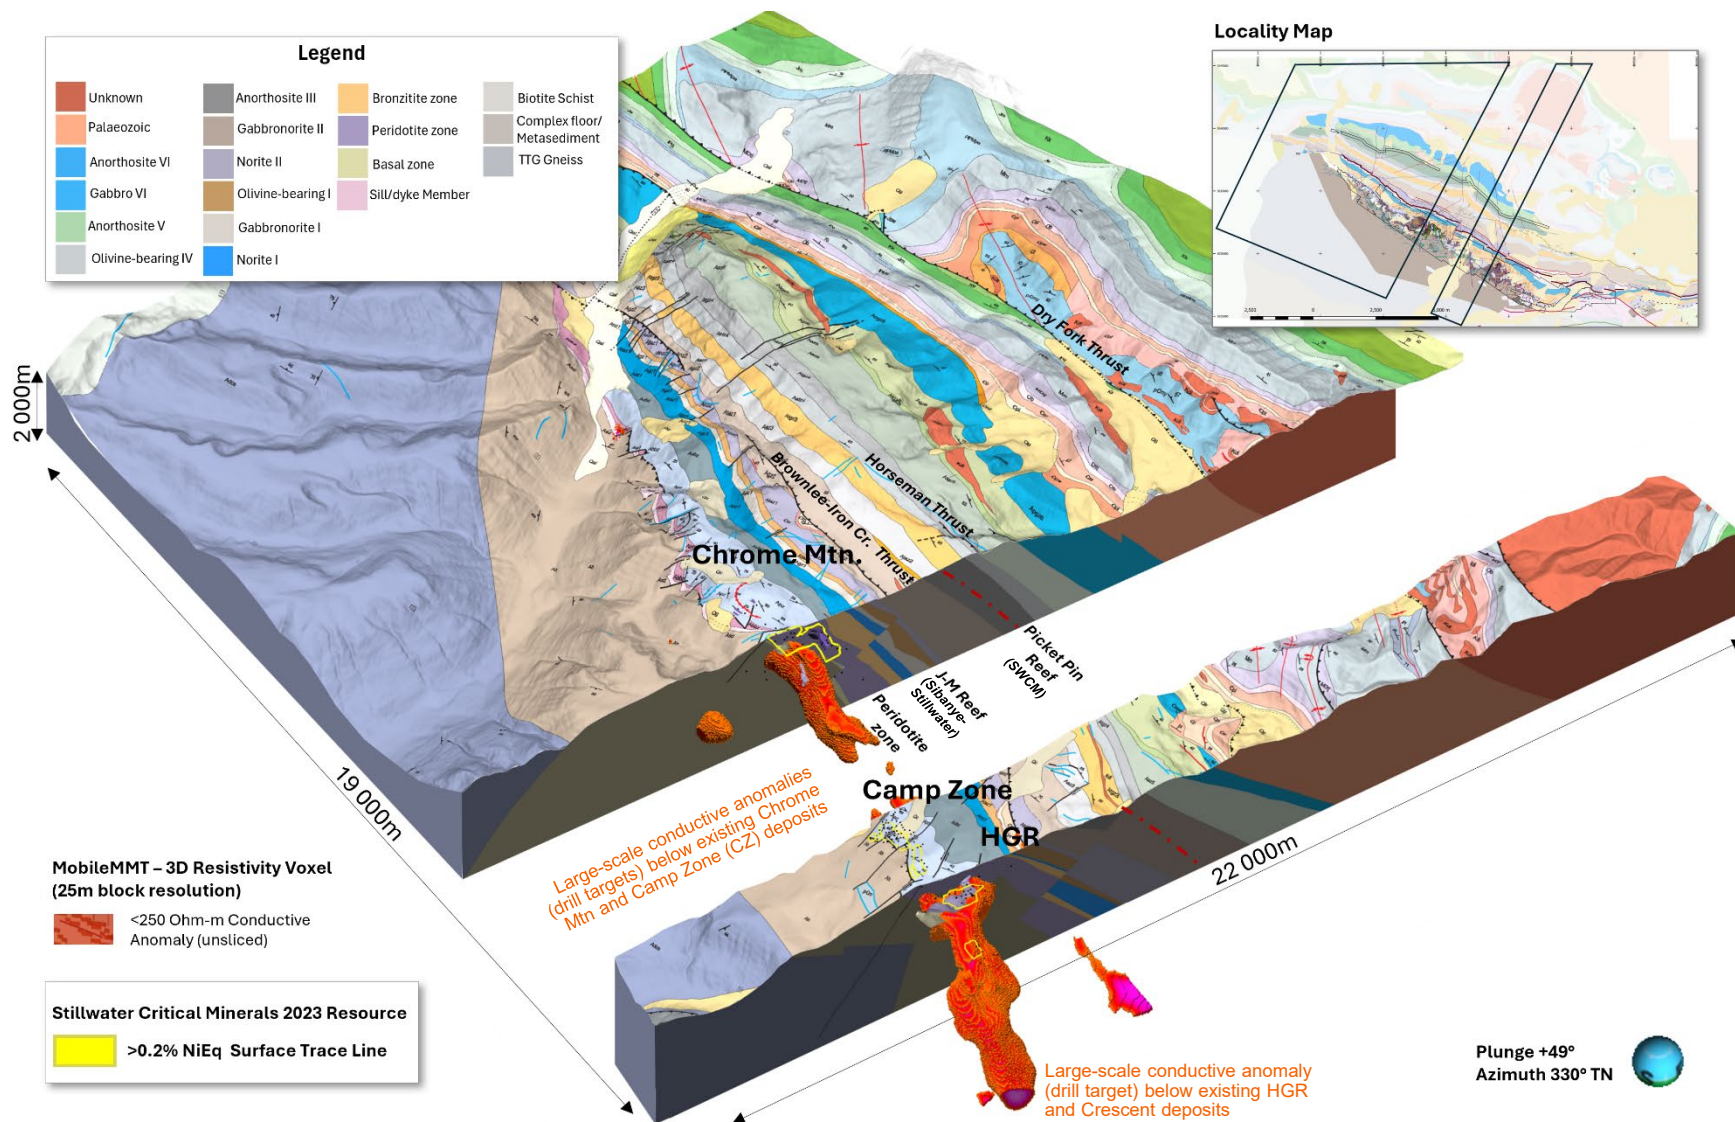 Legend
Unknown
Palaeozoic
Anorthosite VI
Gabbro VI
Anorthosite V
Olivine-bearing IV
Anorthosite III
Gabbronorite II
Norite II
Olivine-bearing I
Gabbronorite I
Norite I
Bronzitite zone
Peridotite zone
Basal zone
Sill/dyke Member
Biotite Schist
Complex floor/
Metasediment
TTG Gneiss
Locality Map
2 000m
Dry Fork Thrust
Horseman Thrust
Brownlee-Iron Cr. Thrust
Chrome Mtn.
Picket Pin
Reef
(SWCM)
J-M Reef
(Sibanye-
Stillwater)
Peridotite
zone
Camp Zone
HGR
19 000m
22 000m
Large-scale conductive anomalies
(drill targets) below existing Chrome
Mtn and Camp Zone (CZ) deposits
MobileMMT – 3D Resistivity Voxel
(25m block resolution)
<250 Ohm-m Conductive
Anomaly (unsliced)
Stillwater Critical Minerals 2023 Resource
>0.2% NiEq Surface Trace Line
Large-scale conductive anomaly
(drill target) below existing HGR
and Crescent deposits
Plunge +49°
Azimuth 330° TN